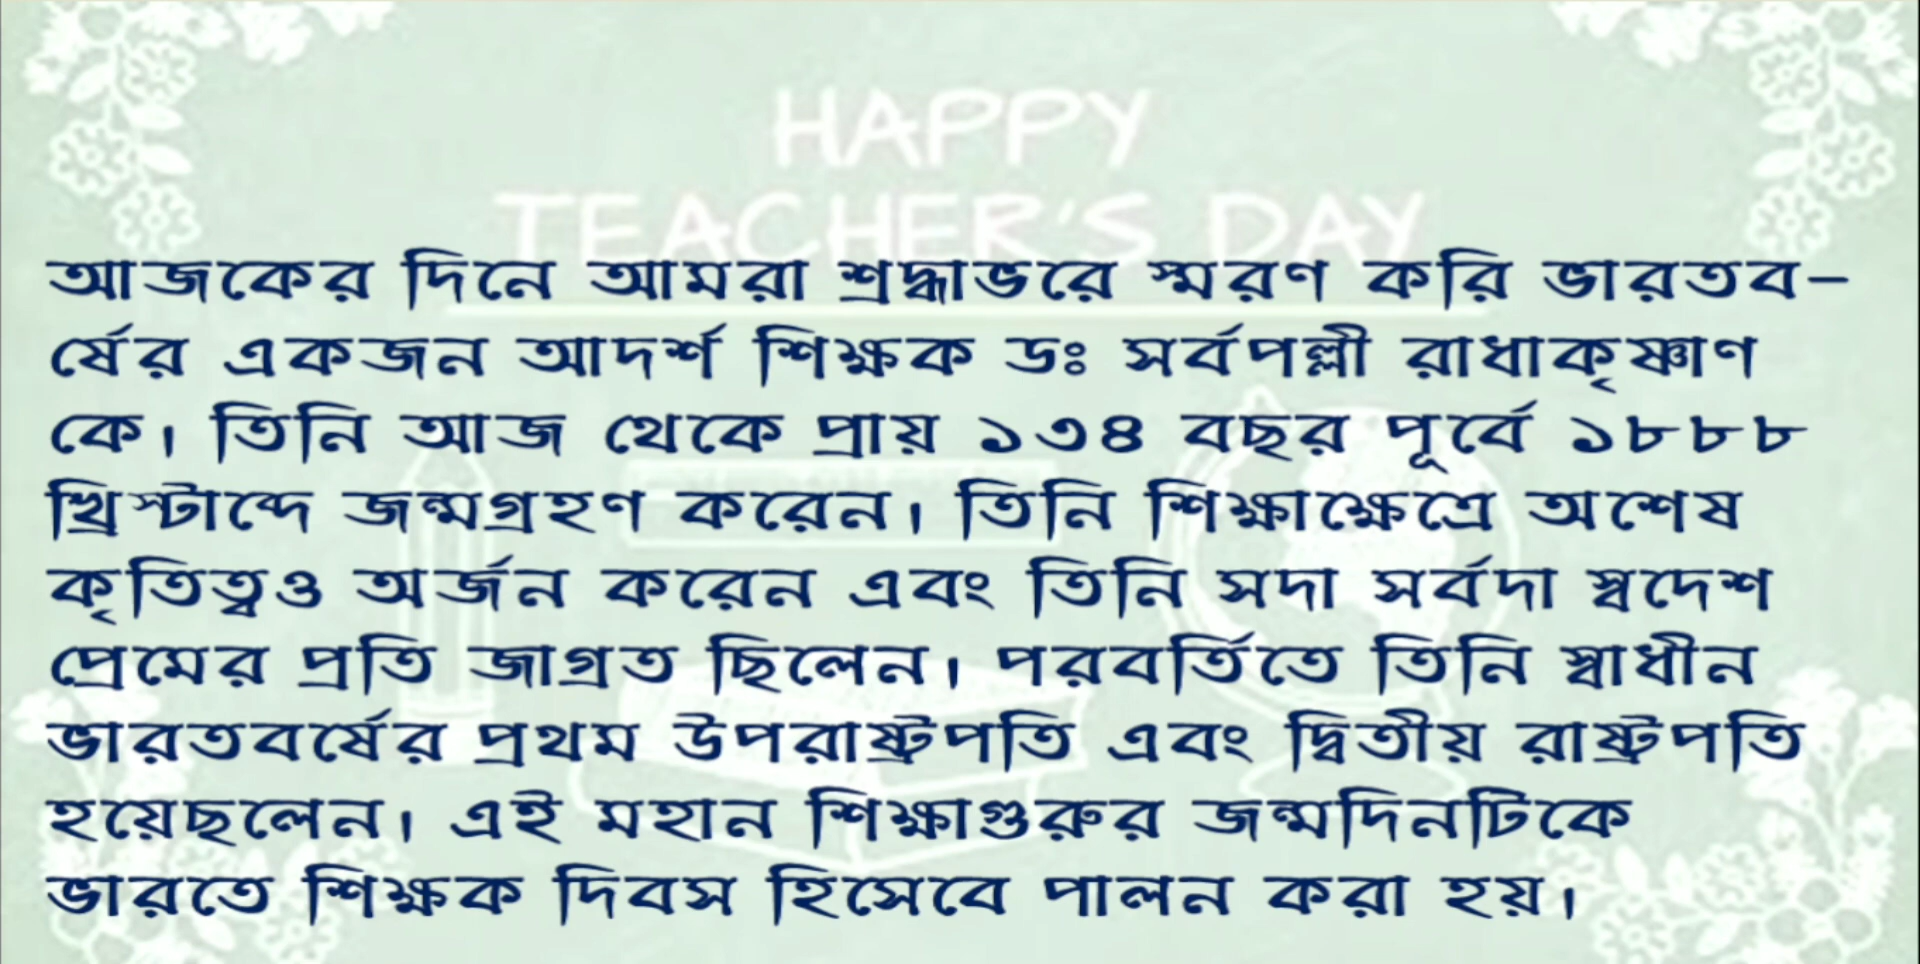 HAPPY
TEACHER'S DAY
আজকের দিনে আমরা শ্রদ্ধাভরে স্মরণ করি ভারতব-
র্ষের একজন আদর্শ শিক্ষক ডঃ সর্বপল্লী রাধাকৃষ্ণাণ
কে। তিনি আজ থেকে প্রায় ১৩৪ বছর পূর্বে ১৮৮৮
খ্রিস্টাব্দে জন্মগ্রহণ করেন। তিনি শিক্ষাক্ষেত্রে অশেষ
কৃতিত্বও অর্জন করেন এবং তিনি সদা সর্বদা স্বদেশ
প্রেমের প্রতি জাগ্রত ছিলেন। পরবর্তিতে তিনি স্বাধীন
ভারতবর্ষের প্রথম উপরাষ্ট্রপতি এবং দ্বিতীয় রাষ্ট্রপতি
হয়েছলেন। এই মহান শিক্ষাগুরুর জন্মদিনটিকে
ভারতে শিক্ষক দিবস হিসেবে পালন করা হয়।